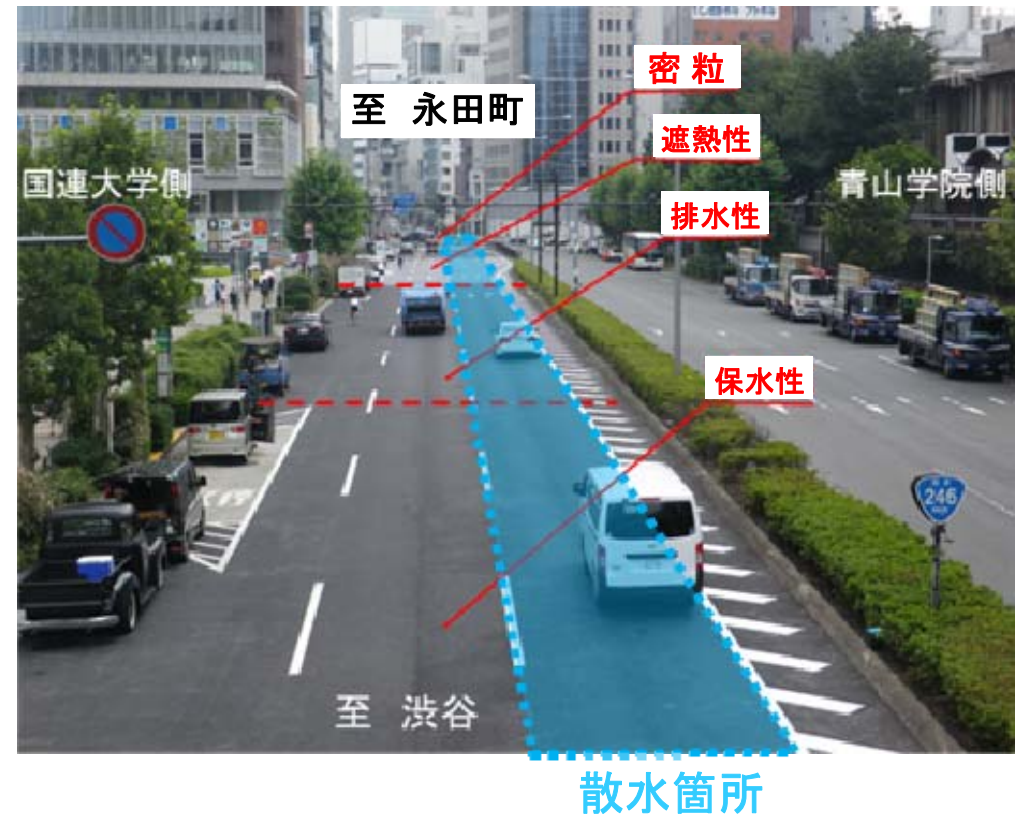 密 粒
至　永田町
遮熱性
国連大学側
青山学院側
排水性
保水性
246
至　渋谷
散水箇所